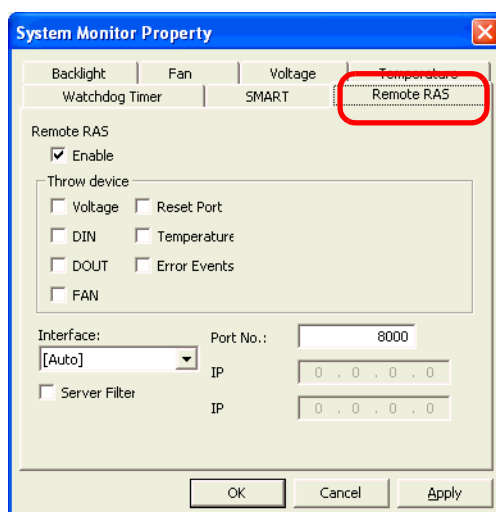 System Monitor Property
Backlight Fan Voltage Temperature
Watchdog Timer SMART Remote RAS
Remote RAS
Enable
Throw device
Voltage Reset Port
DIN Temperature
DOUT Error Events
FAN
Interface: Port No.: 8000
[Auto]
IP 0 . 0 . 0 . 0
Server Filter
IP 0 . 0 . 0 . 0
OK Cancel Apply